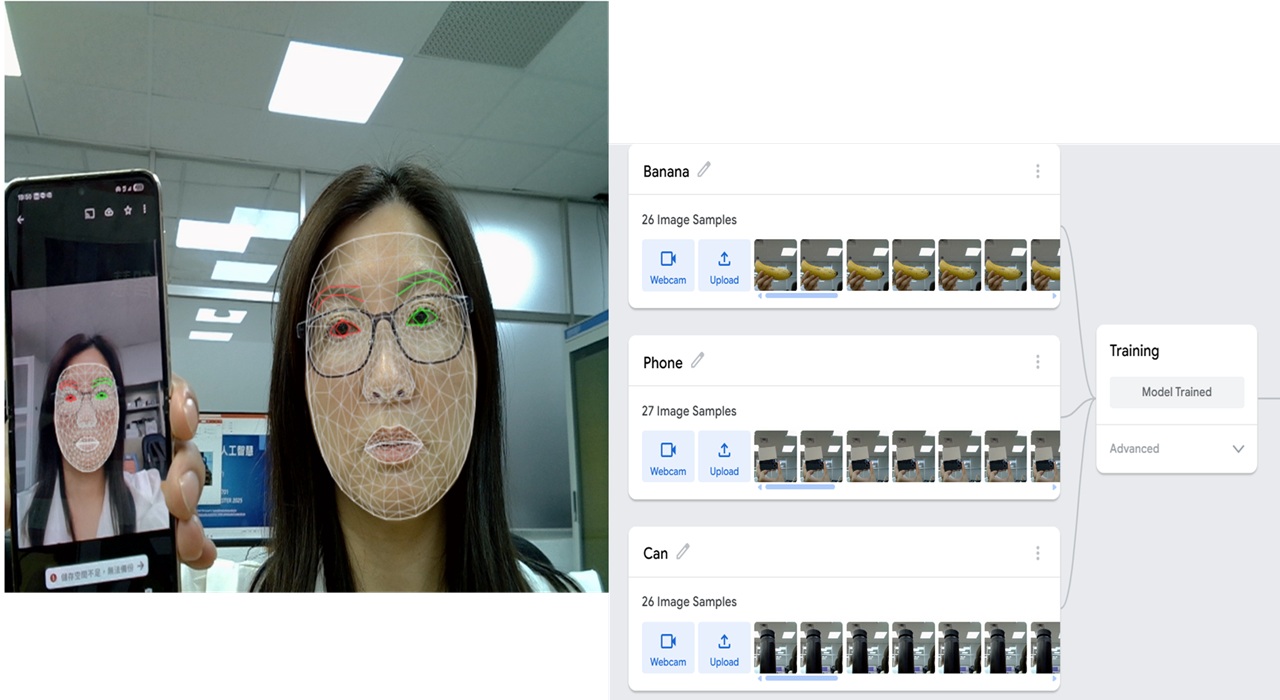 儲存空間不足，無法備份
人工智慧
Banana
26 Image Samples
Webcam
Upload
Phone
27 Image Samples
Webcam
Upload
Can
26 Image Samples
Webcam
Upload
Training
Model Trained
Advanced